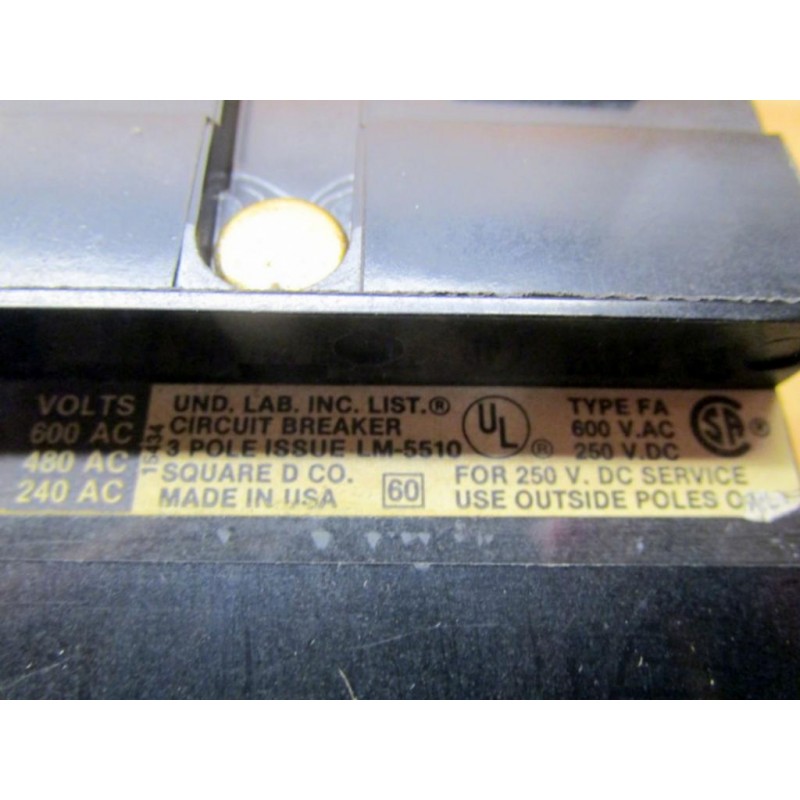 VOLTS
600 AC
480 AC
240 AC
15434
UND. LAB. INC. LIST.®
CIRCUIT BREAKER
3 POLE ISSUE LM-5510
SQUARE D CO.
MADE IN USA
60
UL ®
TYPE FA
600 V.AC
250 V.DC
SA ®
FOR 250 V. DC SERVICE
USE OUTSIDE POLES